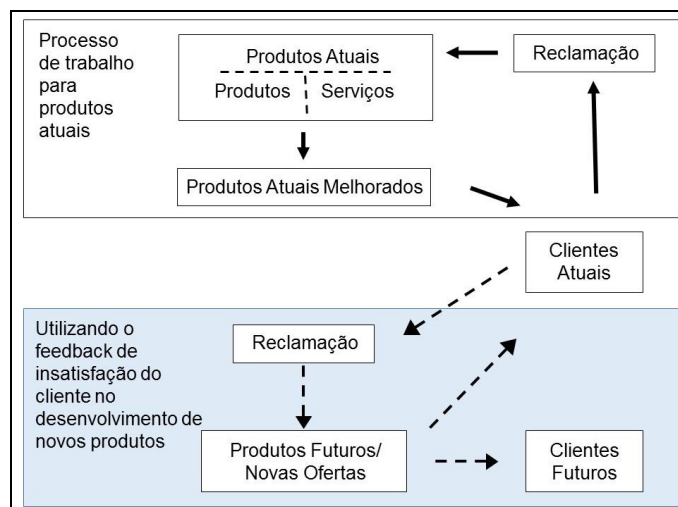 Processo
de trabalho
para
produtos
atuais
Produtos Atuais
Produtos
Serviços
Reclamação
Produtos Atuais Melhorados
Clientes
Atuais
Utilizando o
feedback de
insatisfação do
cliente no
desenvolvimento de
novos produtos
Reclamação
Produtos Futuros/
Novas Ofertas
Clientes
Futuros